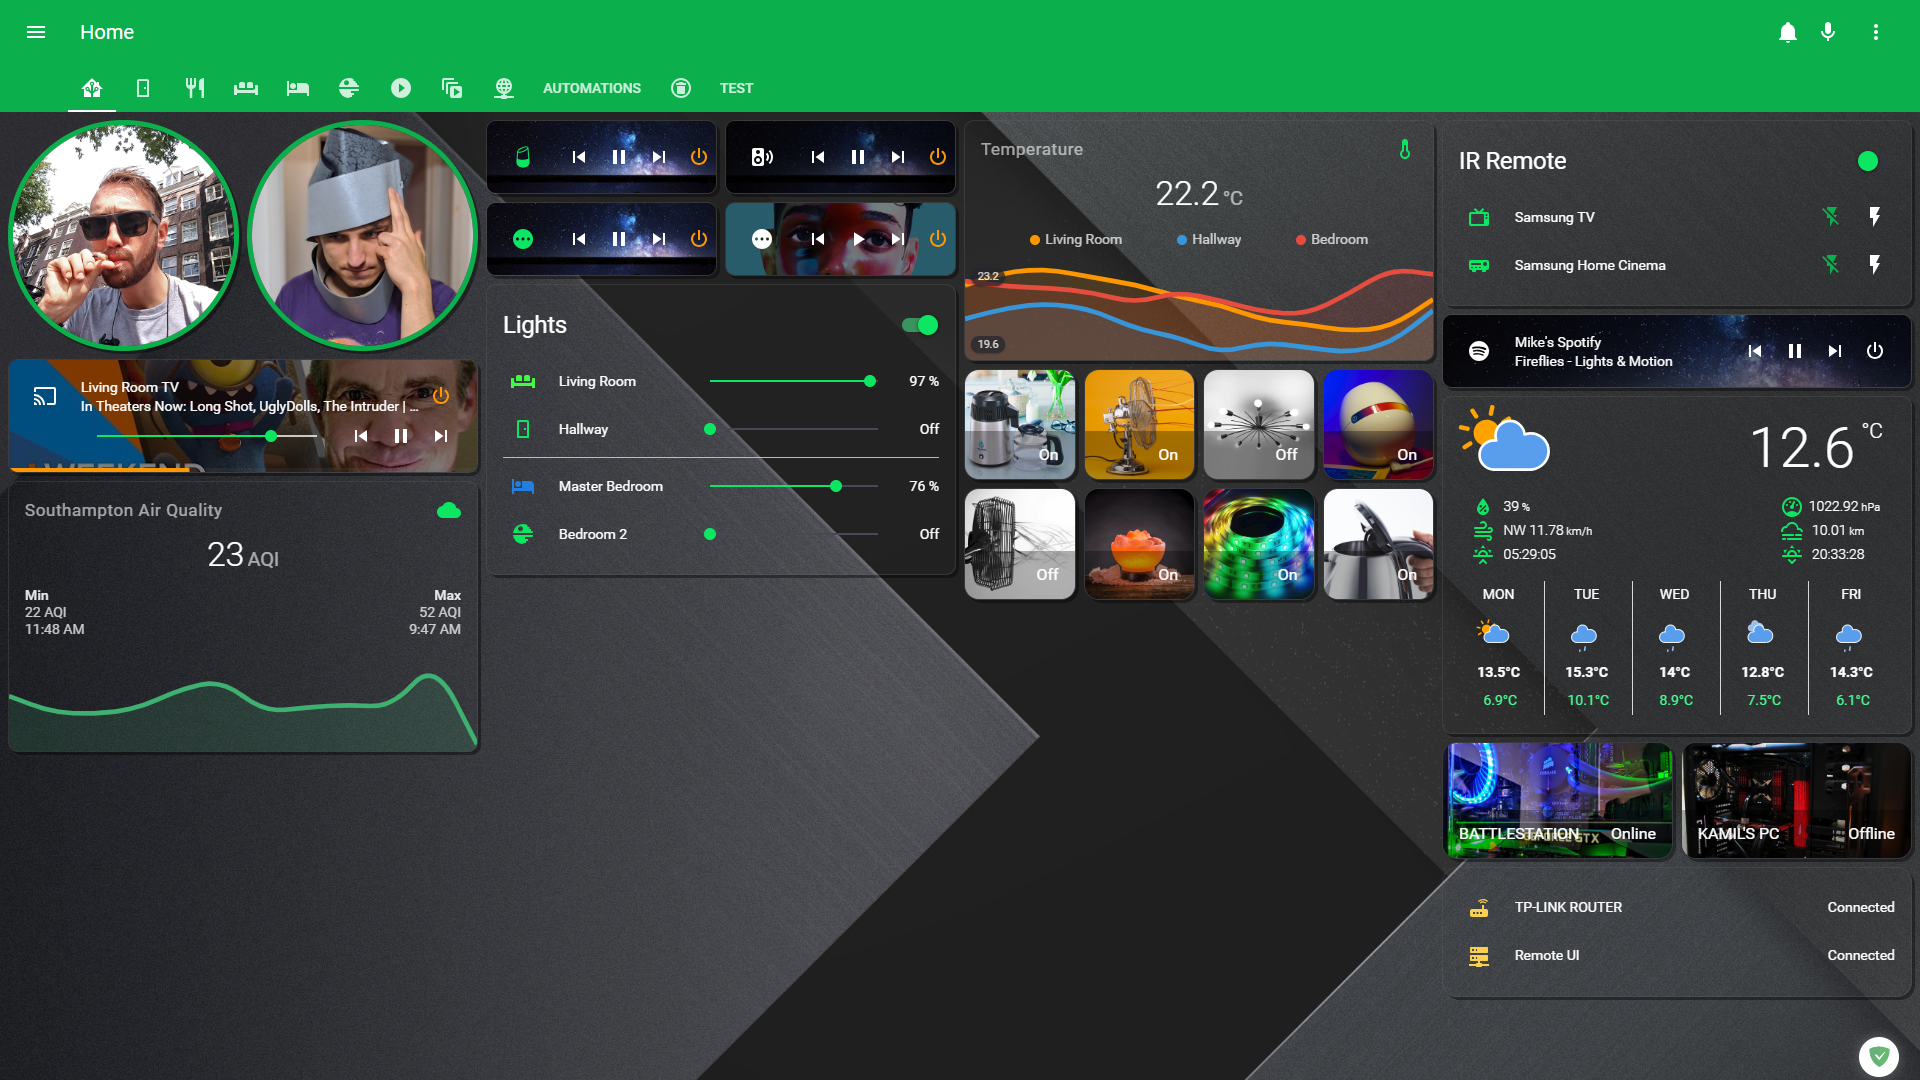 Home
AUTOMATIONS
TEST
Living Room TV
In Theaters Now: Long Shot, UglyDolls, The Intruder | ...
WEEKEND
Southampton Air Quality
23 AQI
Min
Max
22 AQI
52 AQI
11:48 AM
9:47 AM
Lights
Living Room 97 %
Hallway Off
Master Bedroom 76 %
Bedroom 2 Off
Temperature
22.2 °C
Living Room Hallway Bedroom
23.2
19.6
On
On
Off
On
Off
On
On
On
IR Remote
Samsung TV
Samsung Home Cinema
Mike's Spotify
Fireflies - Lights & Motion
12.6 °C
39 %
1022.92 hPa
NW 11.78 km/h
10.01 km
05:29:05
20:33:28
MON TUE WED THU FRI
13.5°C 15.3°C 14°C 12.8°C 14.3°C
6.9°C 10.1°C 8.9°C 7.5°C 6.1°C
BATTLESTATION Online
GEFORCE GTX
KAMIL'S PC Offline
TP-LINK ROUTER Connected
Remote UI Connected